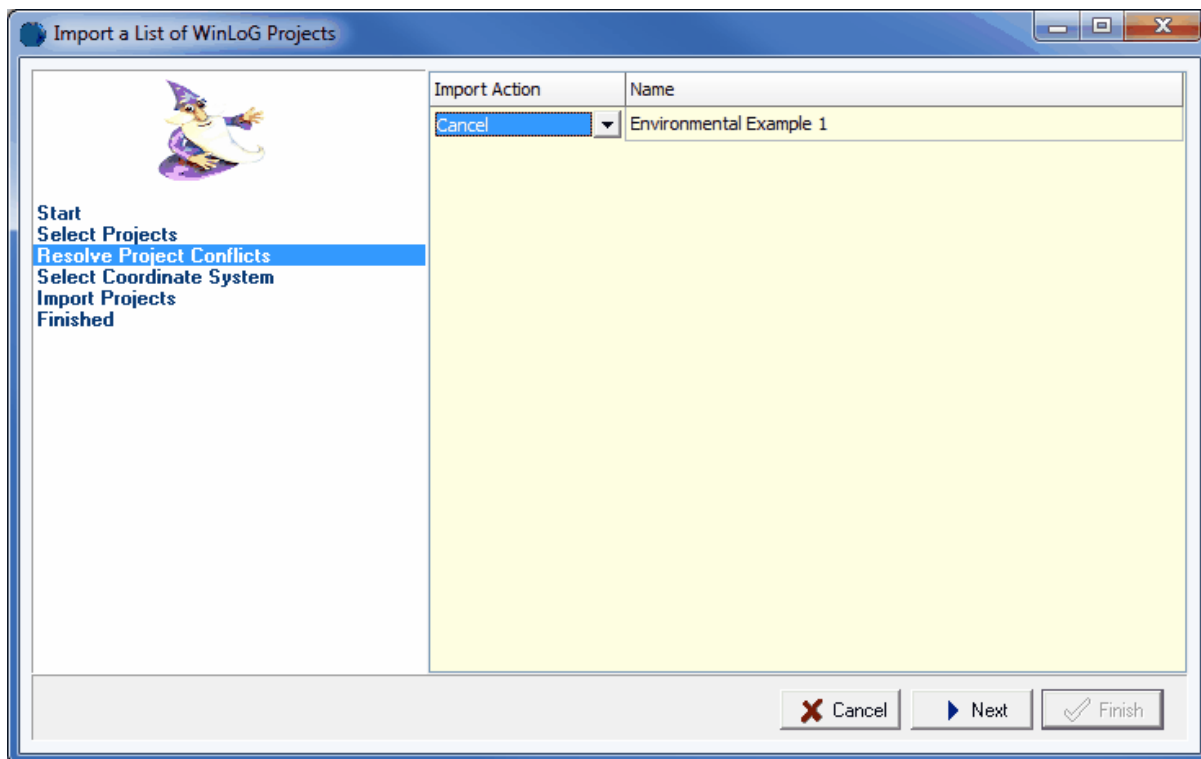 Import a List of WinLoG Projects
Import Action Name
Cancel Environmental Example 1
Start
Select Projects
Resolve Project Conflicts
Select Coordinate System
Import Projects
Finished
Cancel Next Finish